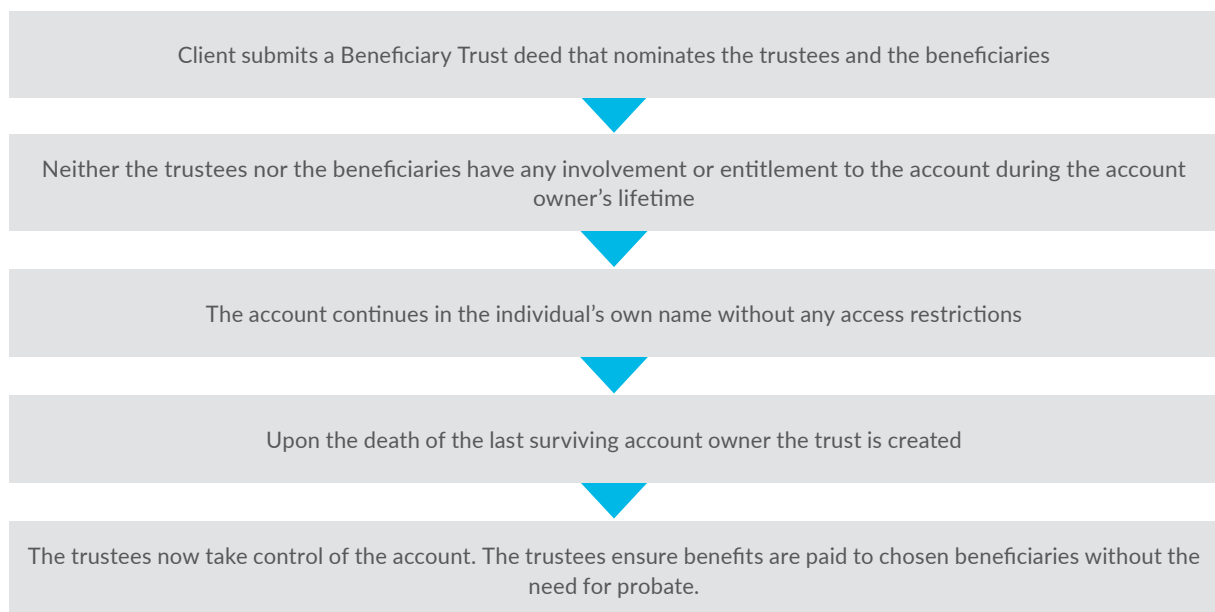 Client submits a Beneficiary Trust deed that nominates the trustees and the beneficiaries
Neither the trustees nor the beneficiaries have any involvement or entitlement to the account during the account
owner’s lifetime
The account continues in the individual’s own name without any access restrictions
Upon the death of the last surviving account owner the trust is created
The trustees now take control of the account. The trustees ensure benefits are paid to chosen beneficiaries without the
need for probate.